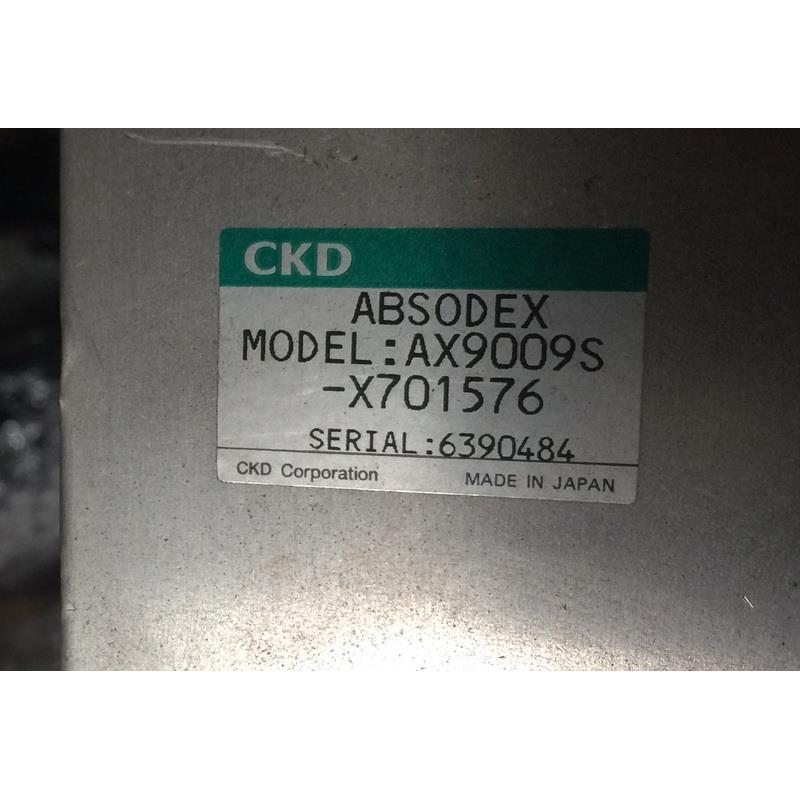 CKD
ABSODEX
MODEL:AX9009S
-X701576
SERIAL:6390484
CKD Corporation MADE IN JAPAN